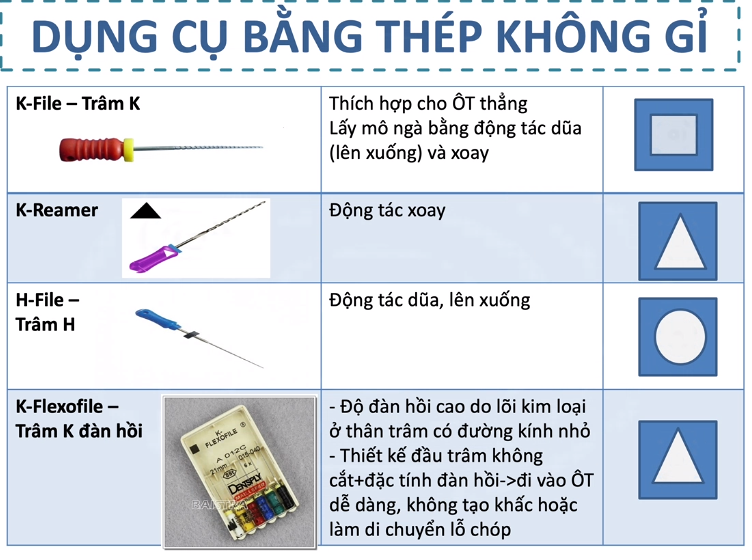 DỤNG CỤ BẰNG THÉP KHÔNG GỈ
K-File – Trâm K
Thích hợp cho ÔT thẳng
Lấy mô ngà bằng động tác dũa
(lên xuống) và xoay
K-Reamer
Động tác xoay
H-File –
Trâm H
Động tác dũa, lên xuống
K-Flexofile –
Trâm K đàn hồi
K-
FLEXOFILE ®
A 012C
21mm
015-040
DENSPLY
MAILLEFER
- Độ đàn hồi cao do lõi kim loại
ở thân trâm có đường kính nhỏ
- Thiết kế đầu trâm không
cắt+đặc tính đàn hồi->đi vào ÔT
dễ dàng, không tạo khấc hoặc
làm di chuyển lỗ chóp